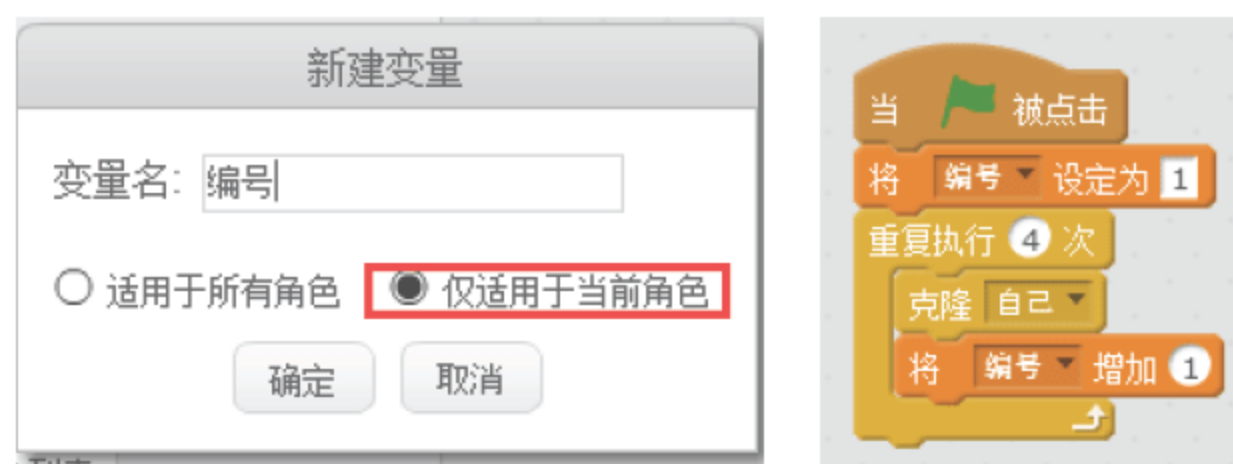 新建变量
变量名: 编号
适用于所有角色 仅适用于当前角色
确定 取消
当 被点击
将 编号 设定为 1
重复执行 4 次
克隆 自己
将 编号 增加 1